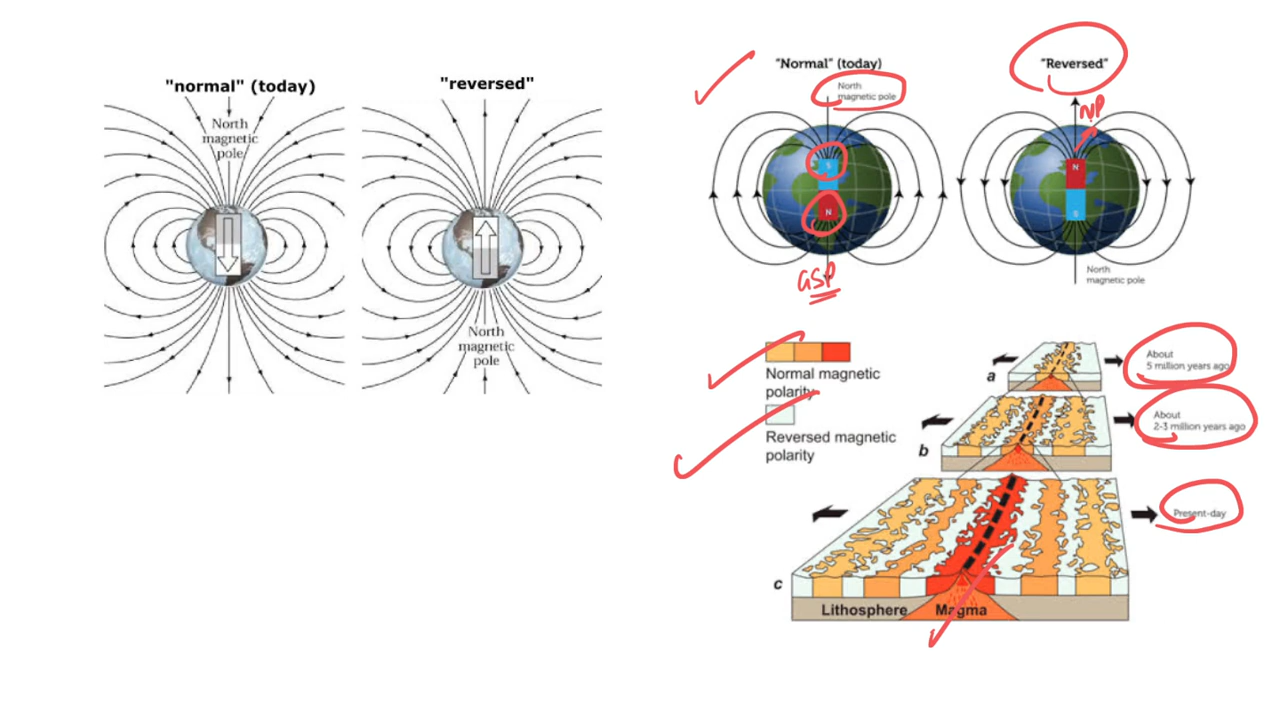 "normal" (today)
North
magnetic
pole
"reversed"
North
magnetic
pole
"Normal" (today)
North
magnetic pole
S
N
GSP
"Reversed"
NP
N
S
North
magnetic pole
Normal magnetic
polarity
Reversed magnetic
polarity
a
About
5 million years ago
b
About
2-3 million years ago
Present-day
c
Lithosphere
Magma